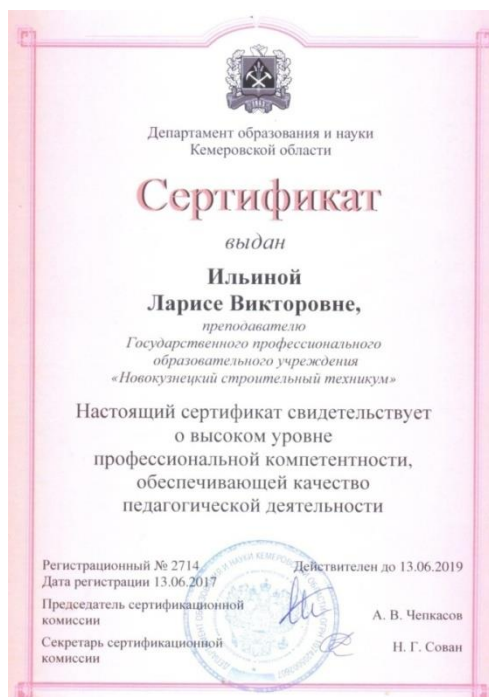 Департамент образования и науки
Кемеровской области
Сертификат
выдан
Ильиной
Ларисе Викторовне,
преподавателю
Государственного профессионального
образовательного учреждения
«Новокузнецкий строительный техникум»
Настоящий сертификат свидетельствует
о высоком уровне
профессиональной компетентности,
обеспечивающей качество
педагогической деятельности
Регистрационный № 2714 Действителен до 13.06.2019
Дата регистрации 13.06.2017
Председатель сертификационной
комиссии А. В. Чепкасов
Секретарь сертификационной
комиссии Н. Г. Сован